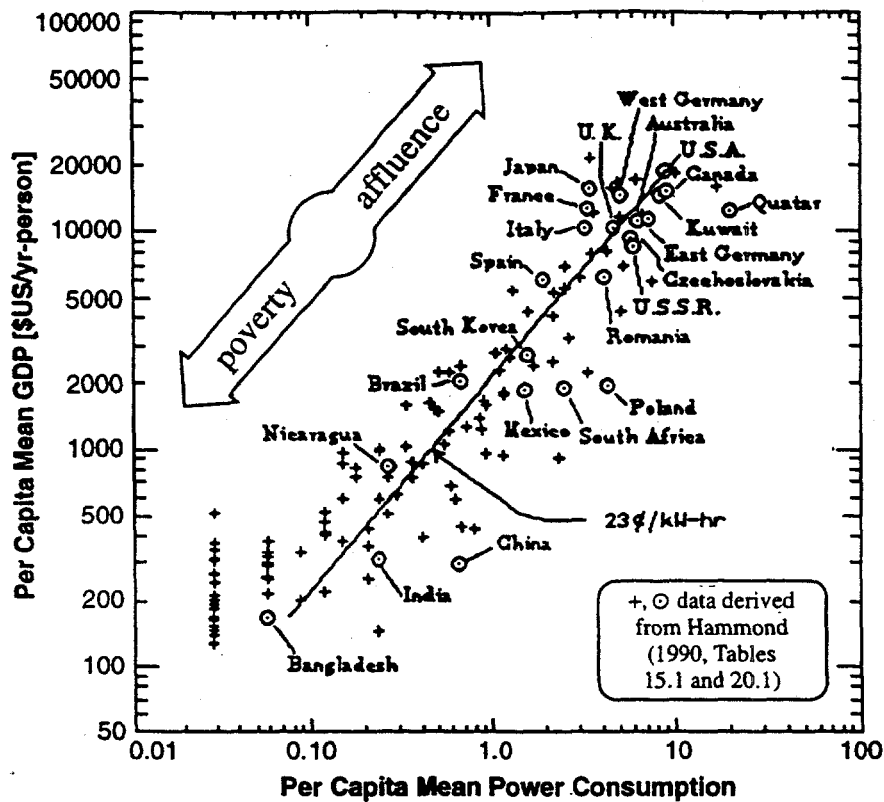 100000
50000
20000
10000
5000
2000
1000
500
200
100
50
Per Capita Mean GDP [$US/yr-person]
affluence
poverty
West Germany
U.K.
Australia
U.S.A.
Japan
Canada
France
Quatar
Italy
Kuwait
East Germany
Spain
Czechoslovakia
U.S.S.R.
South Korea
Romania
Brazil
Poland
Mexico
South Africa
Nicaragua
23¢/kW-hr
China
India
Bangladesh
+, ⊙ data derived
from Hammond
(1990, Tables
15.1 and 20.1)
0.01
0.10
1.0
10
100
Per Capita Mean Power Consumption